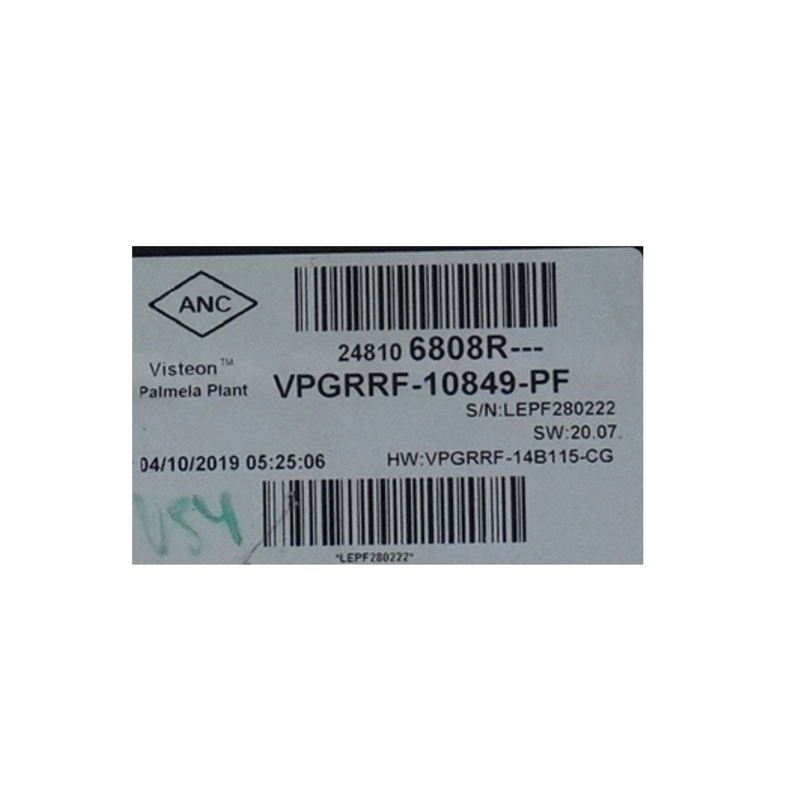 ANC
24810 6808R---
Visteon™
Palmela Plant
VPGRRF-10849-PF
S/N:LEPF280222
SW:20.07.
04/10/2019 05:25:06
HW:VPGRRF-14B115-CG
VSY
*LEPF280222*